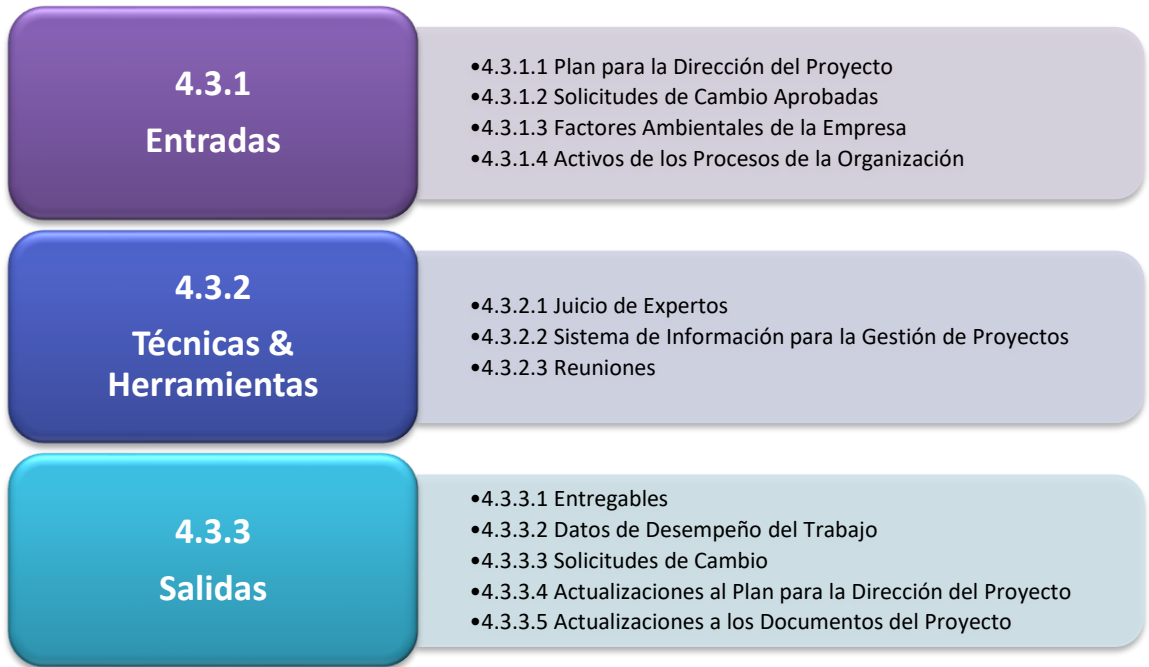 4.3.1
Entradas
•4.3.1.1 Plan para la Dirección del Proyecto
•4.3.1.2 Solicitudes de Cambio Aprobadas
•4.3.1.3 Factores Ambientales de la Empresa
•4.3.1.4 Activos de los Procesos de la Organización
4.3.2
Técnicas &
Herramientas
•4.3.2.1 Juicio de Expertos
•4.3.2.2 Sistema de Información para la Gestión de Proyectos
•4.3.2.3 Reuniones
4.3.3
Salidas
•4.3.3.1 Entregables
•4.3.3.2 Datos de Desempeño del Trabajo
•4.3.3.3 Solicitudes de Cambio
•4.3.3.4 Actualizaciones al Plan para la Dirección del Proyecto
•4.3.3.5 Actualizaciones a los Documentos del Proyecto